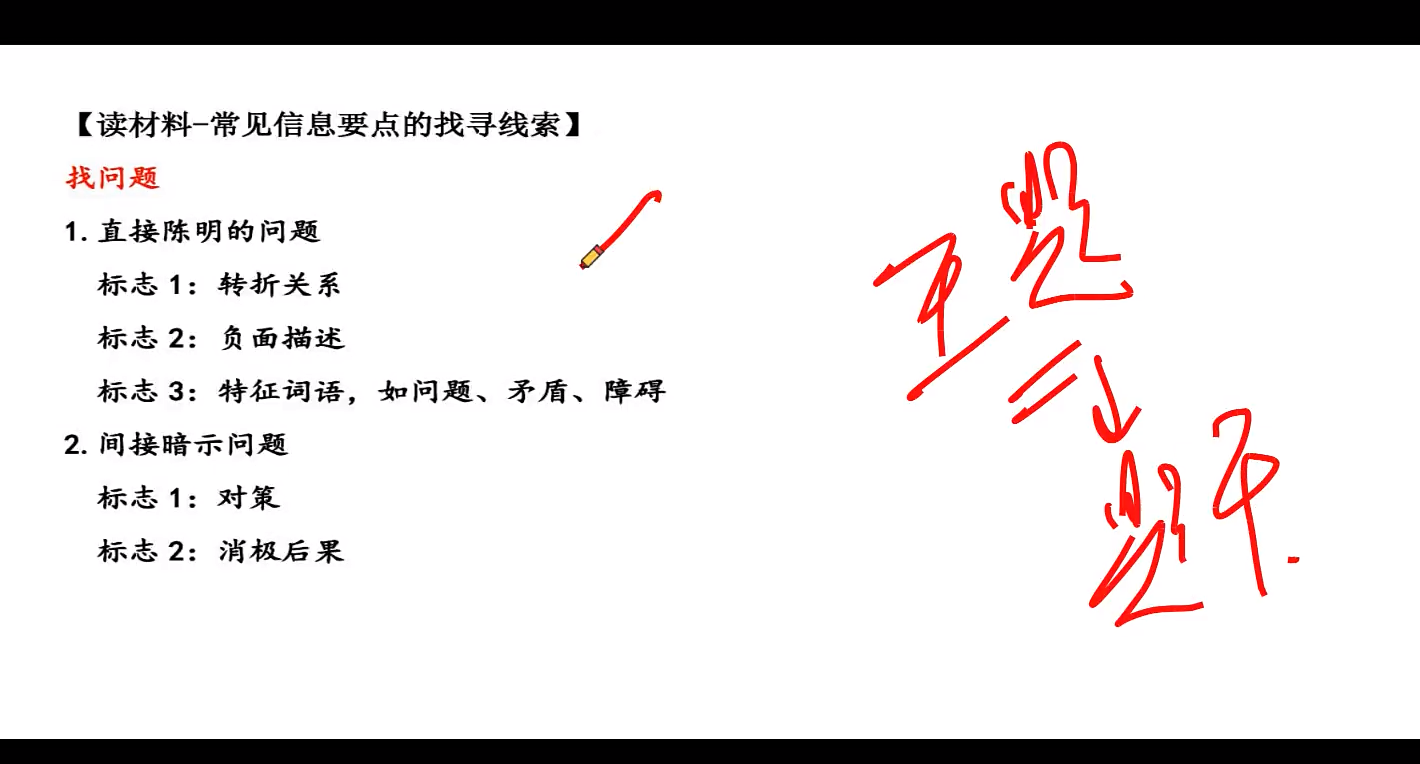 【读材料-常见信息要点的找寻线索】
找问题
1.直接陈明的问题
标志1：转折关系
标志2：负面描述
标志3：特征词语，如问题、矛盾、障碍
2.间接暗示问题
标志1：对策
标志2：消极后果
主题
题干